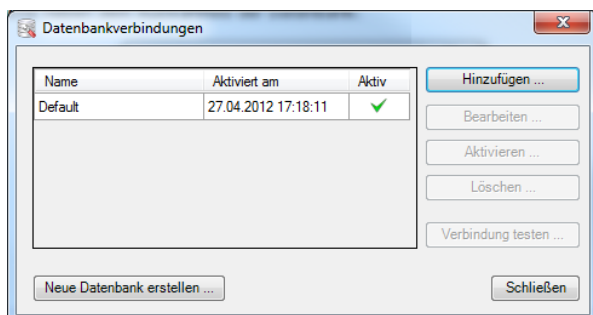 Datenbankverbindungen
Name Aktiviert am Aktiv
Default 27.04.2012 17:18:11
Hinzufügen ...
Bearbeiten ...
Aktivieren ...
Löschen ...
Verbindung testen ...
Neue Datenbank erstellen ...
Schließen